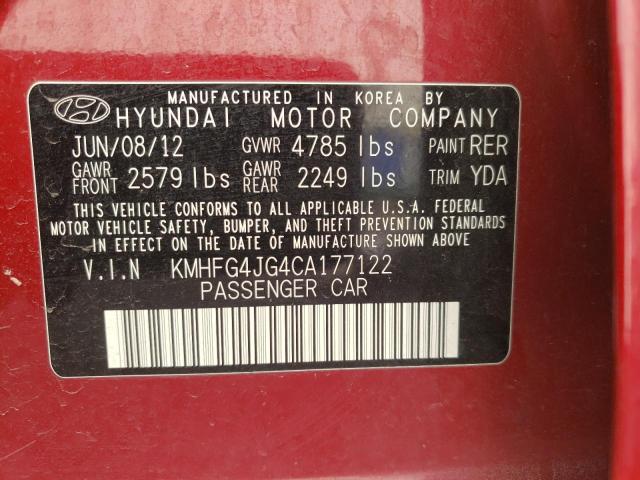 MANUFACTURED IN KOREA BY
HYUNDAI MOTOR COMPANY
JUN/08/12 GVWR 4785 lbs PAINT RER
GAWR FRONT 2579 lbs GAWR REAR 2249 lbs TRIM YDA
THIS VEHICLE CONFORMS TO ALL APPLICABLE U.S.A. FEDERAL
MOTOR VEHICLE SAFETY, BUMPER, AND THEFT PREVENTION STANDARDS
IN EFFECT ON THE DATE OF MANUFACTURE SHOWN ABOVE
V.I.N KMHFG4JG4CA177122
PASSENGER CAR